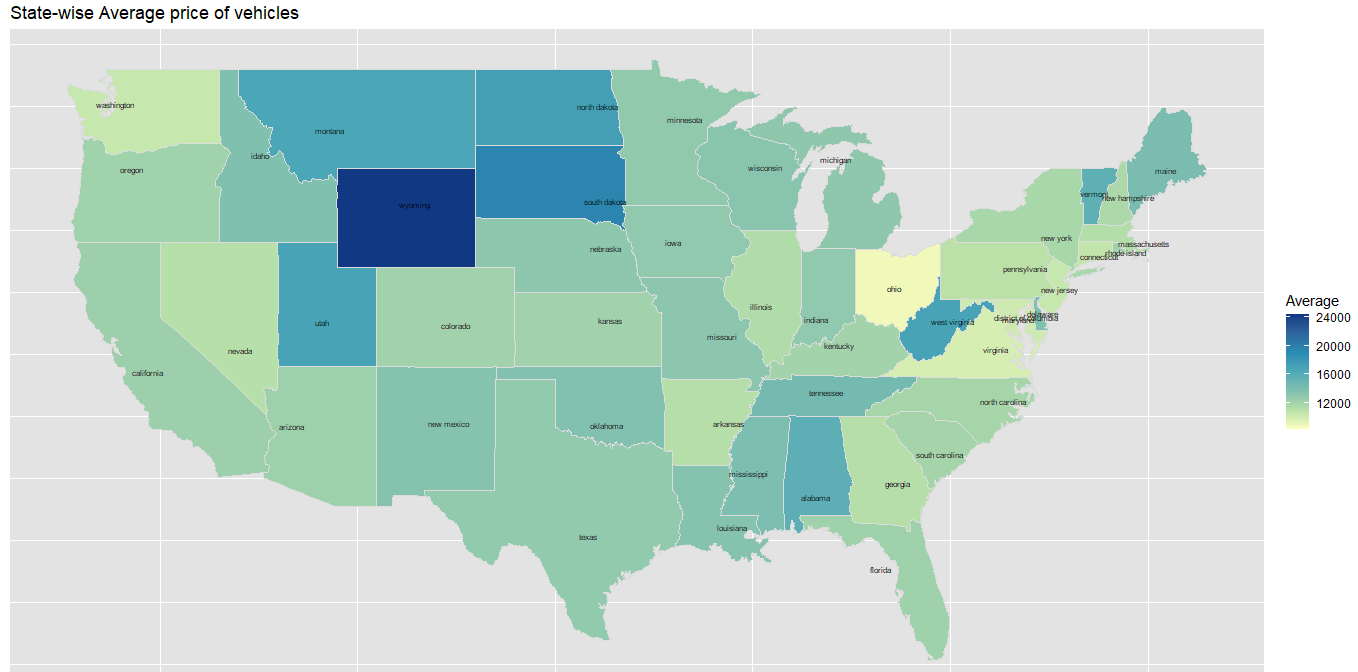 State-wise Average price of vehicles
washington
montana
north dakota
minnesota
idaho
oregon
michigan
wisconsin
maine
vermont
new hampshire
wyoming
south dakota
new york
massachusetts
nebraska
iowa
connecticut
rhode island
pennsylvania
ohio
new jersey
illinois
indiana
delaware
district of columbia
maryland
west virginia
utah
colorado
kansas
missouri
kentucky
virginia
nevada
california
tennessee
north carolina
arizona
new mexico
oklahoma
arkansas
south carolina
mississippi
georgia
alabama
texas
louisiana
florida
Average
24000
20000
16000
12000